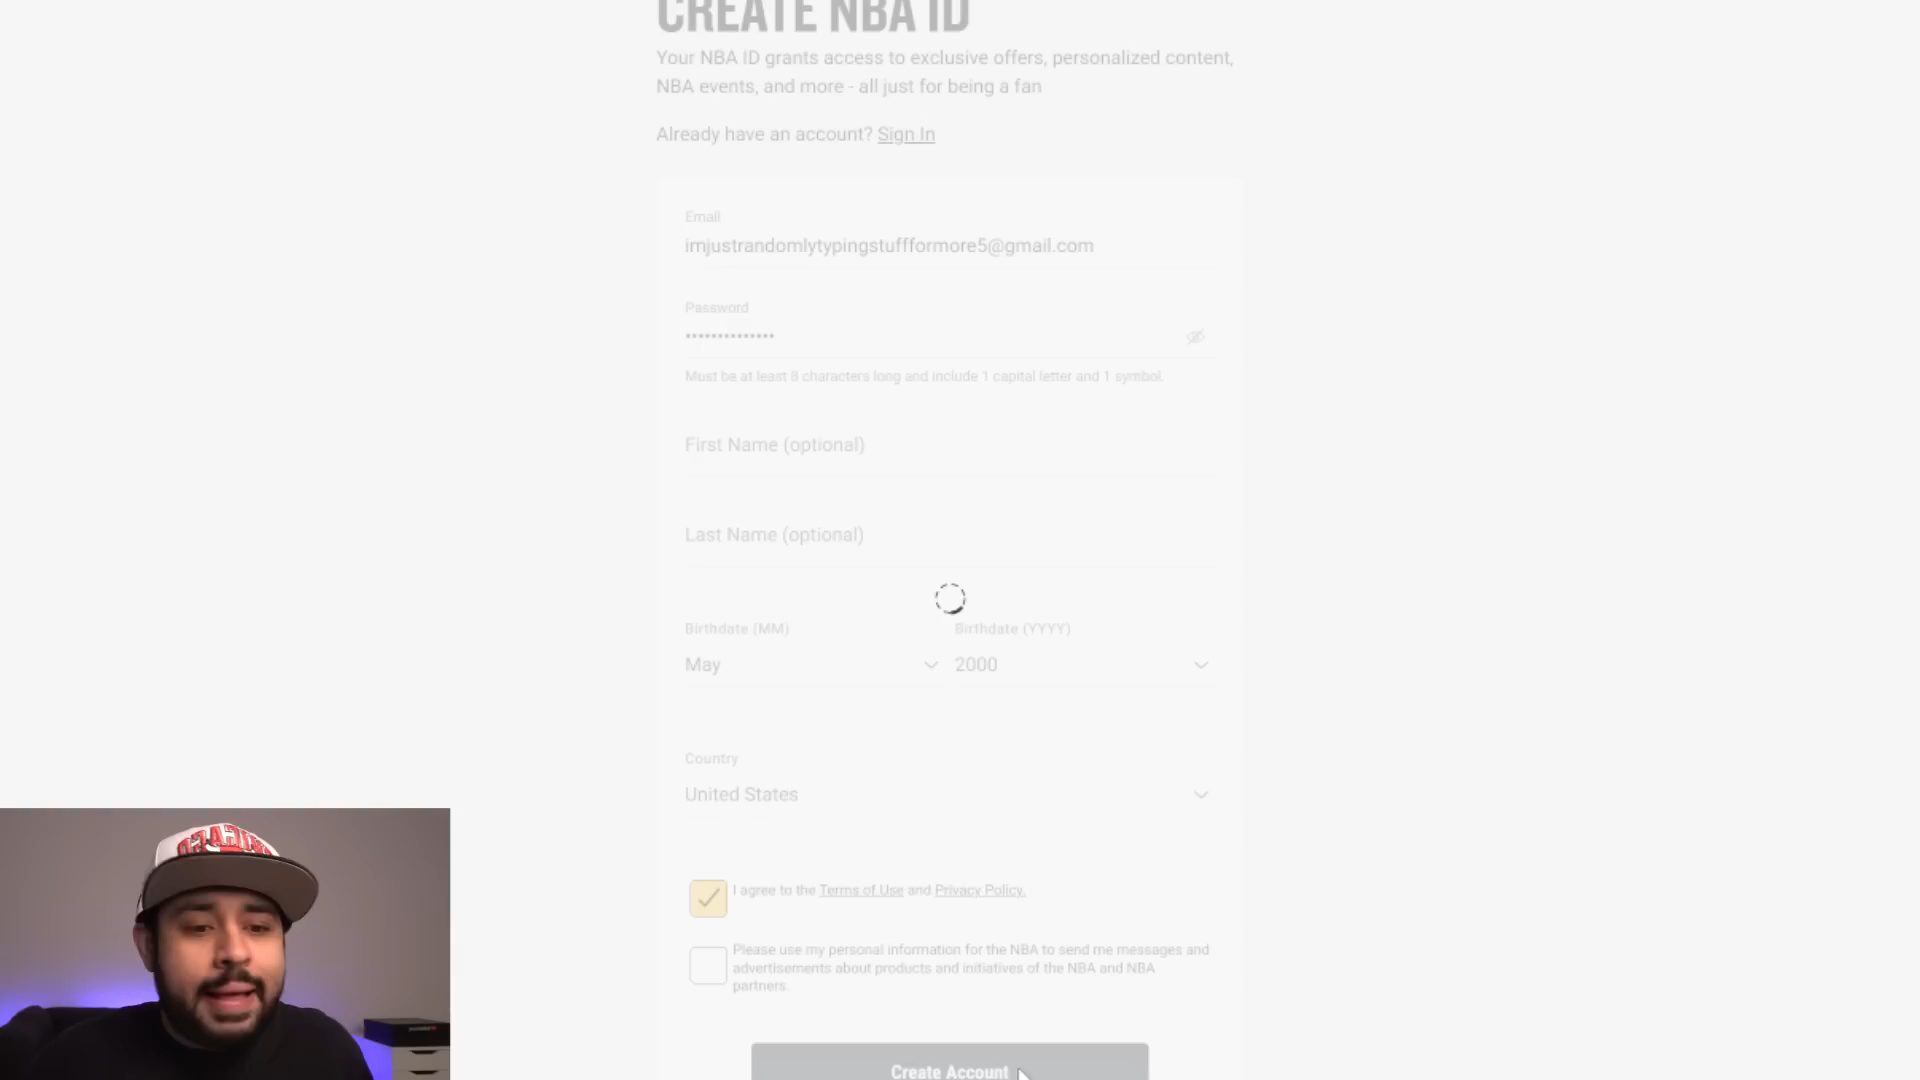 CREATE NBA ID
Your NBA ID grants access to exclusive offers, personalized content,
NBA events, and more - all just for being a fan
Already have an account? Sign In
Email
imjustrandomlytypingstuffformore5@gmail.com
Password
••••••••••••••
Must be at least 8 characters long and include 1 capital letter and 1 symbol.
First Name (optional)
Last Name (optional)
Birthdate (MM) Birthdate (YYYY)
May 2000
Country
United States
I agree to the Terms of Use and Privacy Policy.
Please use my personal information for the NBA to send me messages and
advertisements about products and initiatives of the NBA and NBA
partners.
Create Account